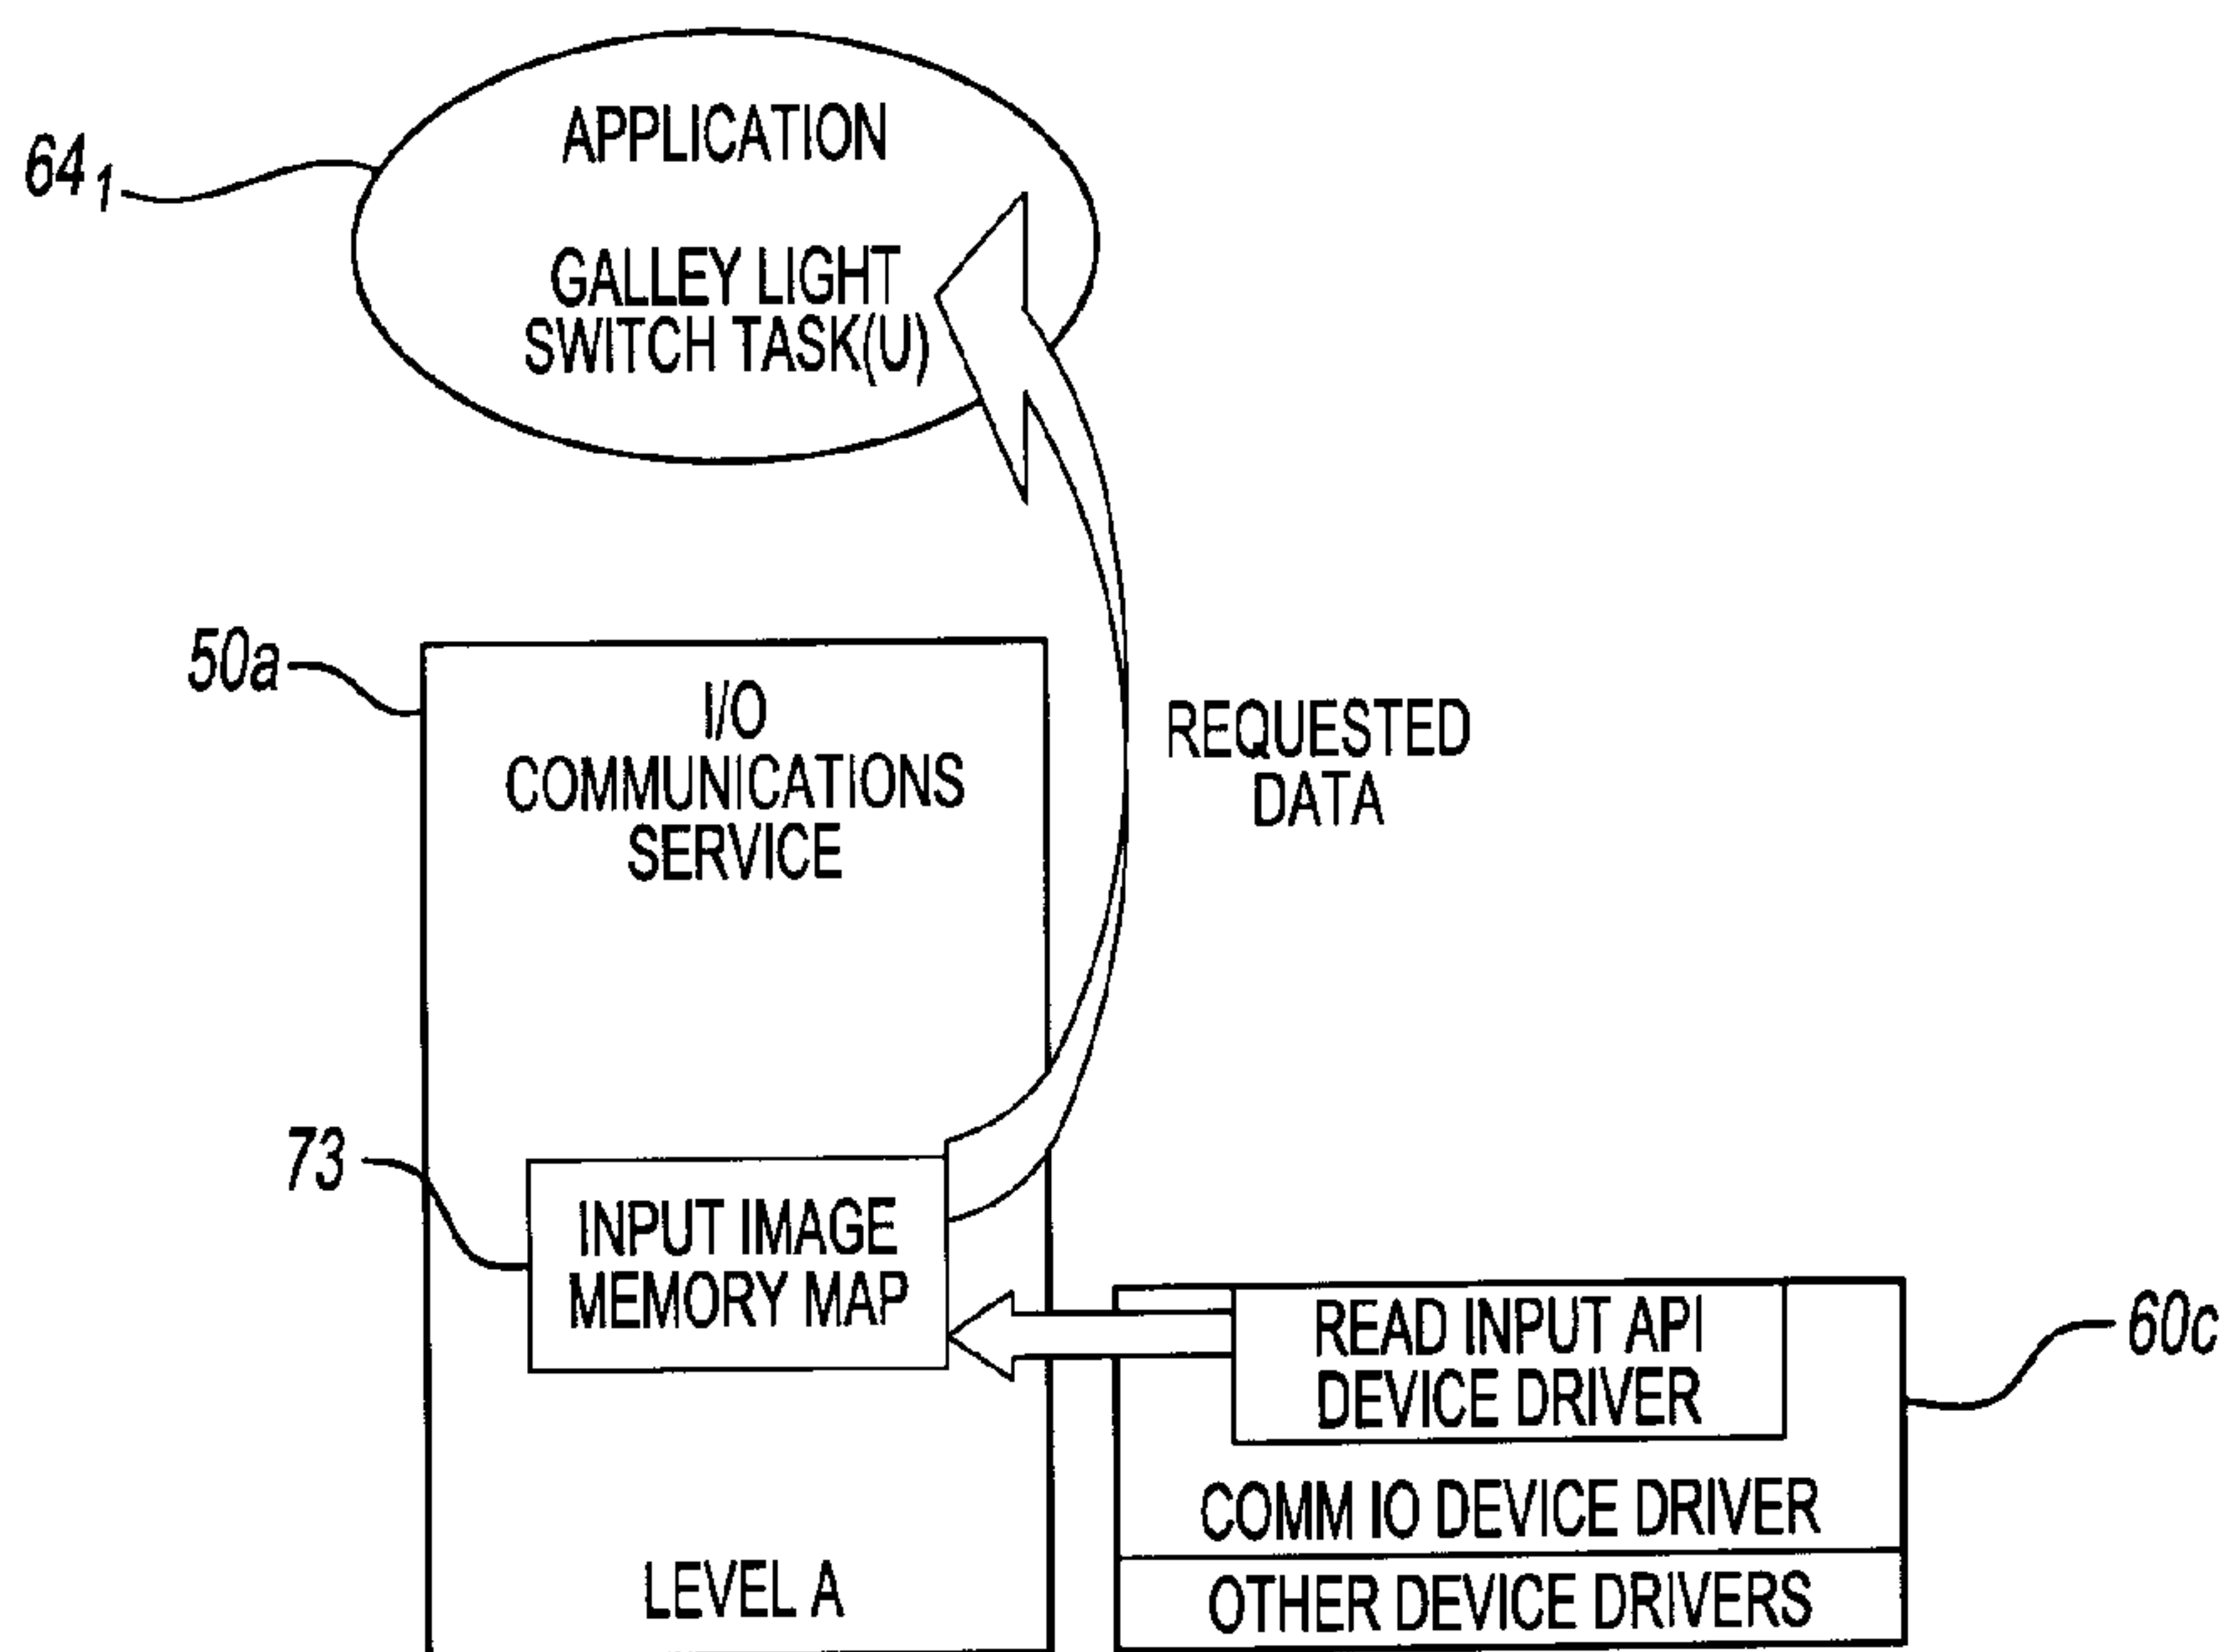 APPLICATION
64₁
GALLEY LIGHT
SWITCH TASK(U)
50a
I/O
COMMUNICATIONS
SERVICE
REQUESTED
DATA
73
INPUT IMAGE
MEMORY MAP
READ INPUT API
DEVICE DRIVER
60c
COMM IO DEVICE DRIVER
LEVEL A
OTHER DEVICE DRIVERS